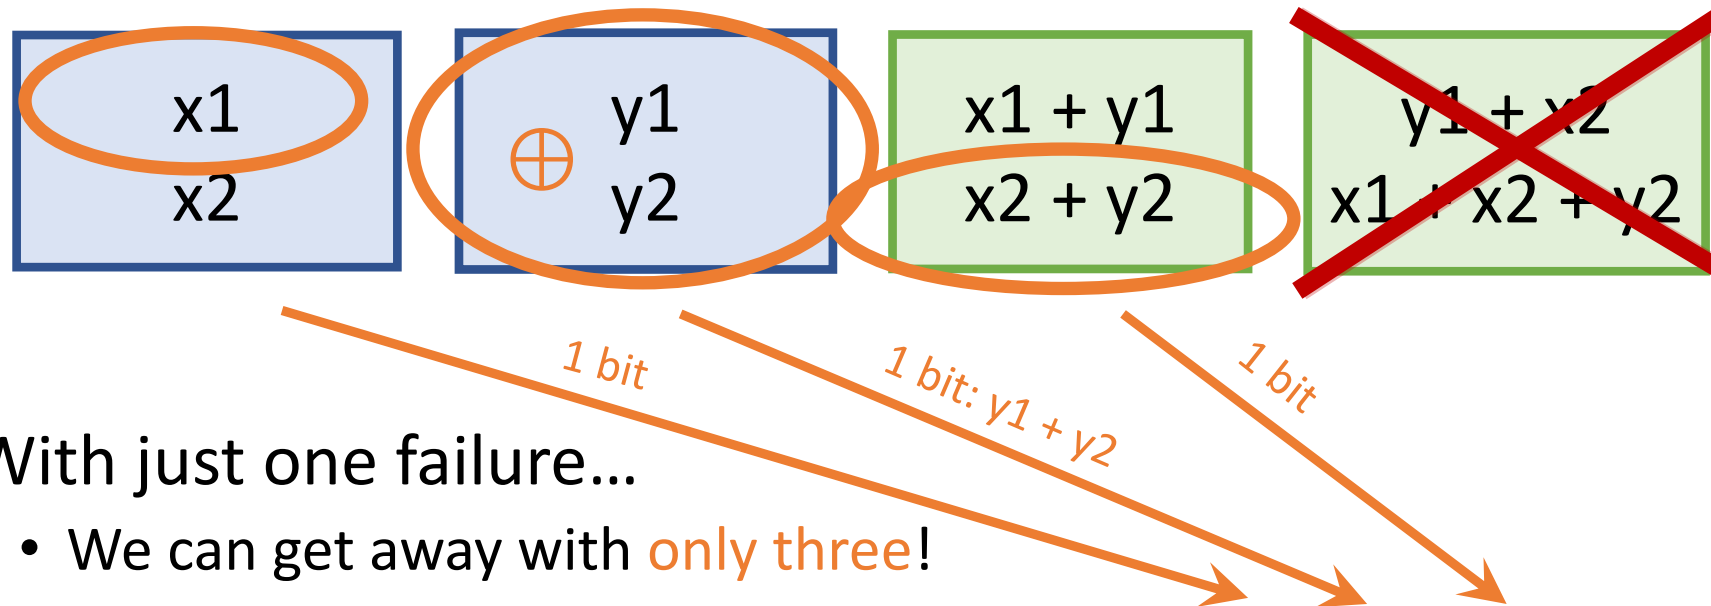 x1
x2
y1
y2
x1 + y1
x2 + y2
y1 + x2
x1 + x2 + y2
1 bit
1 bit: y1 + y2
1 bit
With just one failure...
• We can get away with only three!